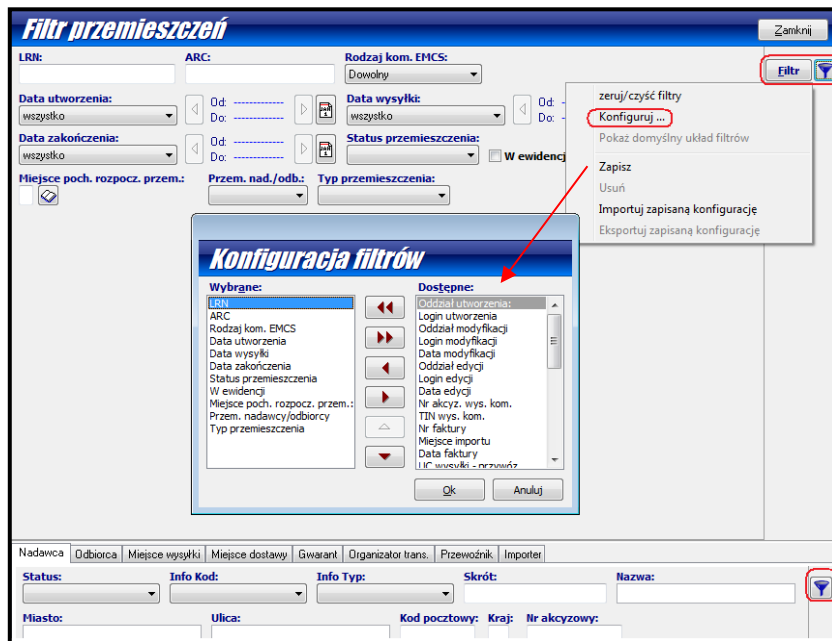 Filtr przemieszczeń
Zamknij
LRN: ARC: Rodzaj kom. EMCS:
Dowolny
Filtr
Data utworzenia: Data wysyłki:
wszystko Od: ------------- Do: ------------- wszystko Od: - Do: -
Data zakończenia: Status przemieszczenia:
wszystko Od: ------------- Do: ------------- W ewidencj
Miejsce poch. rozpocz. przem.: Przem. nad./odb.: Typ przemieszczenia:
zeruj/czyść filtry
Konfiguruj ...
Pokaż domyślny układ filtrów
Zapisz
Usuń
Importuj zapisaną konfigurację
Eksportuj zapisaną konfigurację
Konfiguracja filtrów
Wybrane:
LRN
ARC
Rodzaj kom. EMCS
Data utworzenia
Data wysyłki
Data zakończenia
Status przemieszczenia
W ewidencji
Miejsce poch. rozpocz. przem.:
Przem. nadawcy/odbiorcy
Typ przemieszczenia
Dostępne:
Oddział utworzenia:
Login utworzenia
Oddział modyfikacji
Login modyfikacji
Data modyfikacji
Oddział edycji
Login edycji
Data edycji
Nr akcyz. wys. kom.
TIN wys. kom.
Nr faktury
Miejsce importu
Data faktury
UC wysyłki - przywóz
Ok Anuluj
Nadawca Odbiorca Miejsce wysyłki Miejsce dostawy Gwarant Organizator trans. Przewoźnik Importer
Status: Info Kod: Info Typ: Skrót: Nazwa:
Miasto: Ulica: Kod pocztowy: Kraj: Nr akcyzowy: